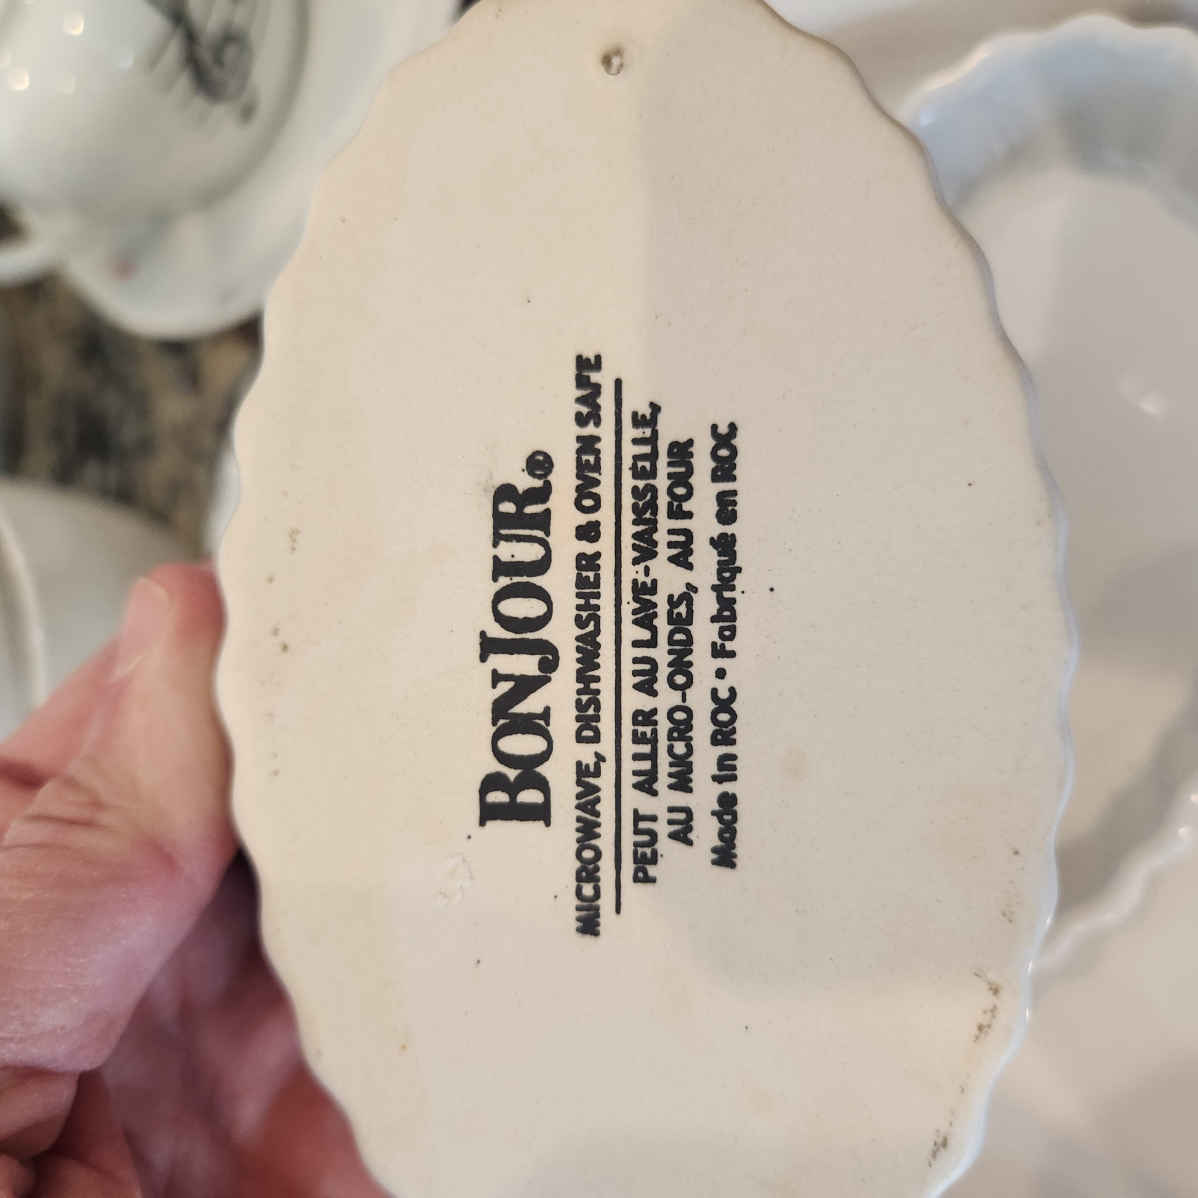 BONJOUR®
MICROWAVE, DISHWASHER & OVEN SAFE
PEUT ALLER AU LAVE-VAISSELLE,
AU MICRO-ONDES, AU FOUR
Made in ROC • Fabriqué en ROC